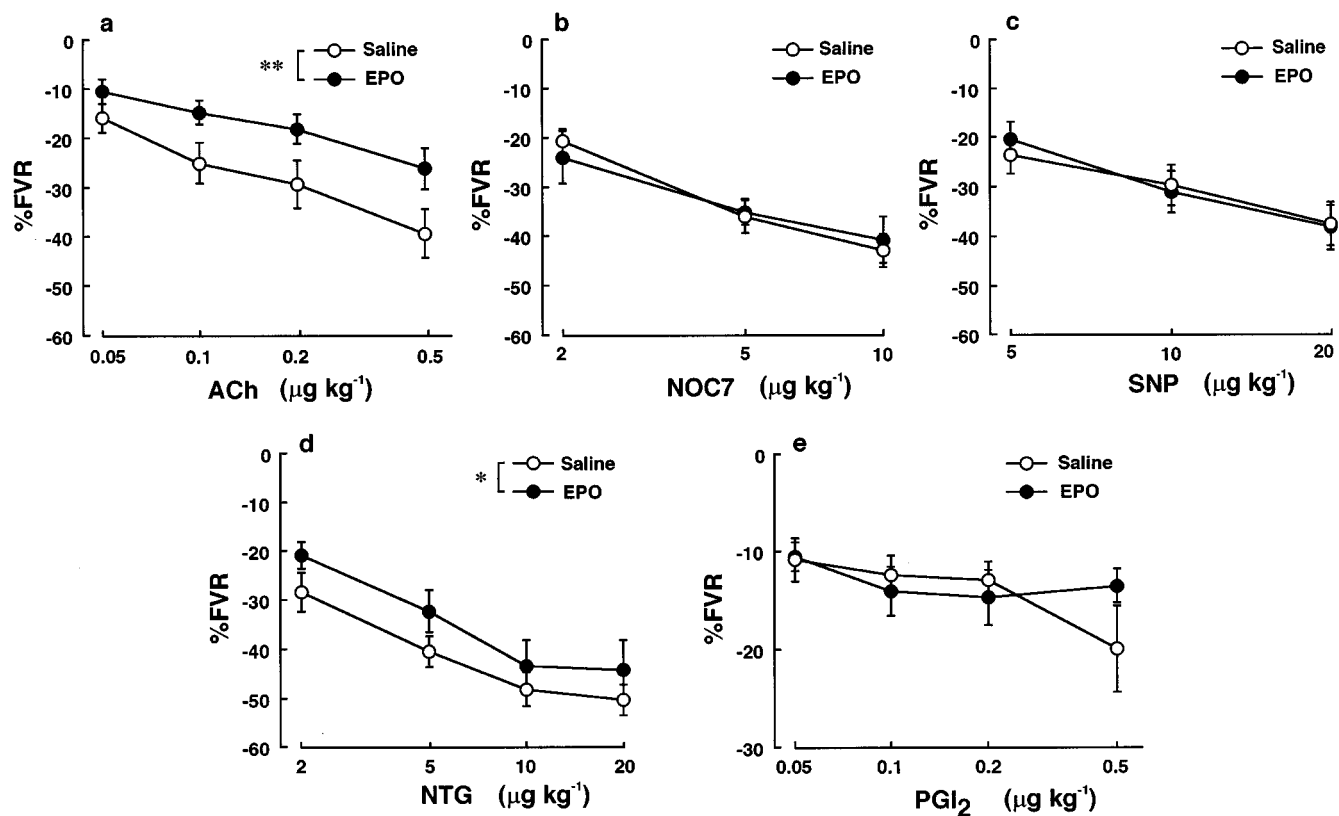 a
0
-10
-20
-30
-40
-50
-60
%FVR
** Saline
EPO
0.05 0.1 0.2 0.5
ACh (μg kg⁻¹)
b
0
-10
-20
-30
-40
-50
-60
%FVR
Saline
EPO
2 5 10
NOC7 (μg kg⁻¹)
c
0
-10
-20
-30
-40
-50
-60
%FVR
Saline
EPO
5 10 20
SNP (μg kg⁻¹)
d
0
-10
-20
-30
-40
-50
-60
%FVR
* Saline
EPO
2 5 10 20
NTG (μg kg⁻¹)
e
0
-10
-20
-30
%FVR
Saline
EPO
0.05 0.1 0.2 0.5
PGI₂ (μg kg⁻¹)